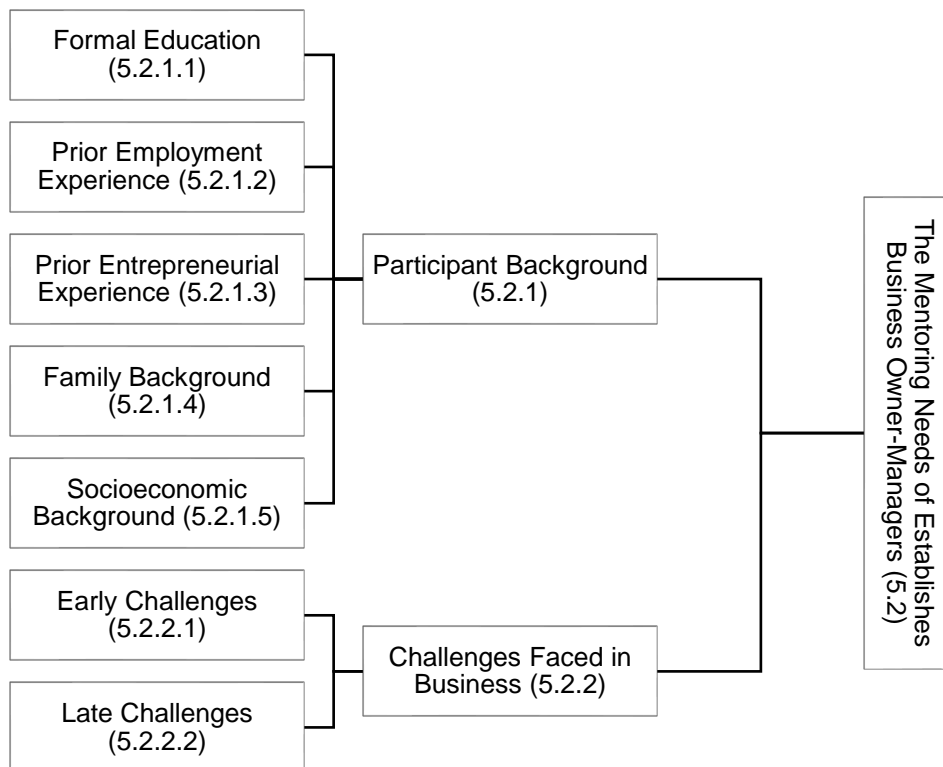 Formal Education
(5.2.1.1)
Prior Employment
Experience (5.2.1.2)
Prior Entrepreneurial
Experience (5.2.1.3)
Family Background
(5.2.1.4)
Socioeconomic
Background (5.2.1.5)
Early Challenges
(5.2.2.1)
Late Challenges
(5.2.2.2)
Participant Background
(5.2.1)
Challenges Faced in
Business (5.2.2)
The Mentoring Needs of Establishes
Business Owner-Managers (5.2)